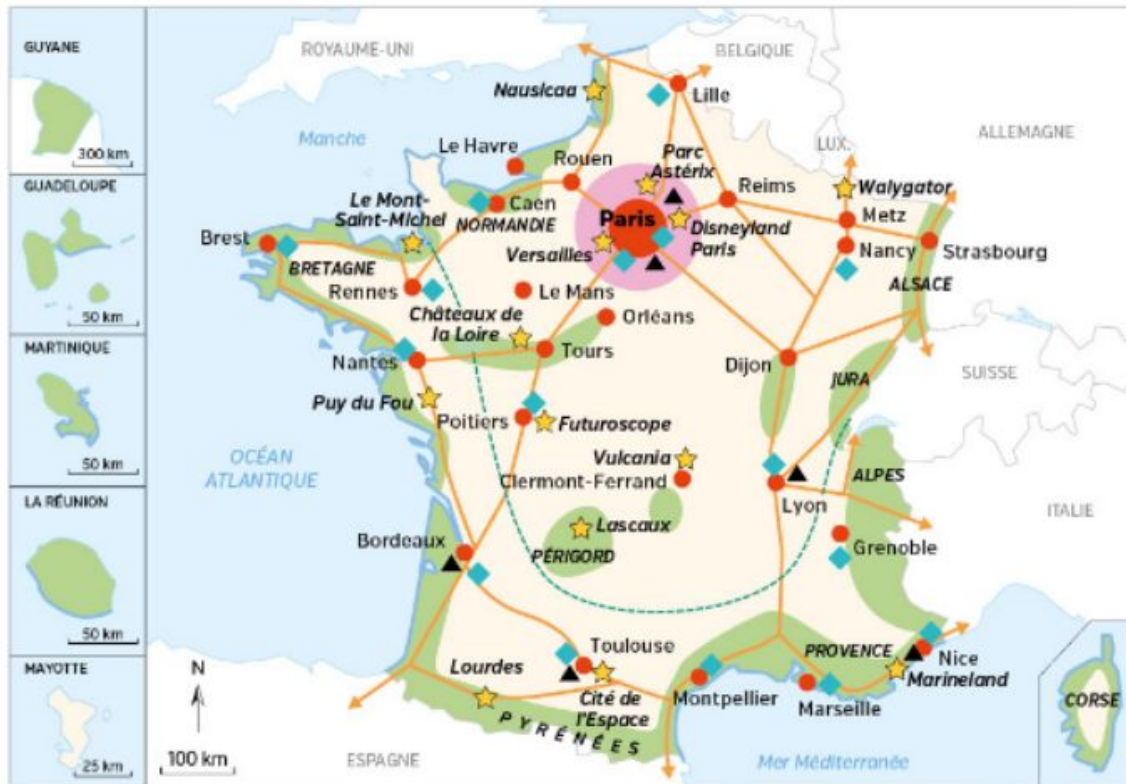 GUYANE
300 km
GUADELOUPE
50 km
MARTINIQUE
50 km
LA RÉUNION
50 km
MAYOTTE
25 km
ROYAUME-UNI
BELGIQUE
Nausicaa
Lille
ALLEMAGNE
Manche
LUX.
Le Havre
Rouen
Parc
Astérix
Reims
Walygator
Le Mont-
Saint-Michel
Caen
NORMANDIE
Paris
Metz
Disneyland
Paris
Brest
Versailles
Nancy
Strasbourg
BRETAGNE
ALSACE
Rennes
Le Mans
Châteaux de
la Loire
Orléans
Nantes
Tours
Dijon
JURA
SUISSE
Puy du Fou
Poitiers
Futuroscope
OCÉAN
ATLANTIQUE
Vulcania
Clermont-Ferrand
ALPES
Lyon
ITALIE
Lascaux
Bordeaux
PÉRIGORD
Grenoble
Toulouse
PROVENCE
Nice
Lourdes
Marineland
Cité de
l'Espace
Montpellier
Marseille
CORSE
PYRÉNÉES
N
100 km
ESPAGNE
Mer Méditerranée